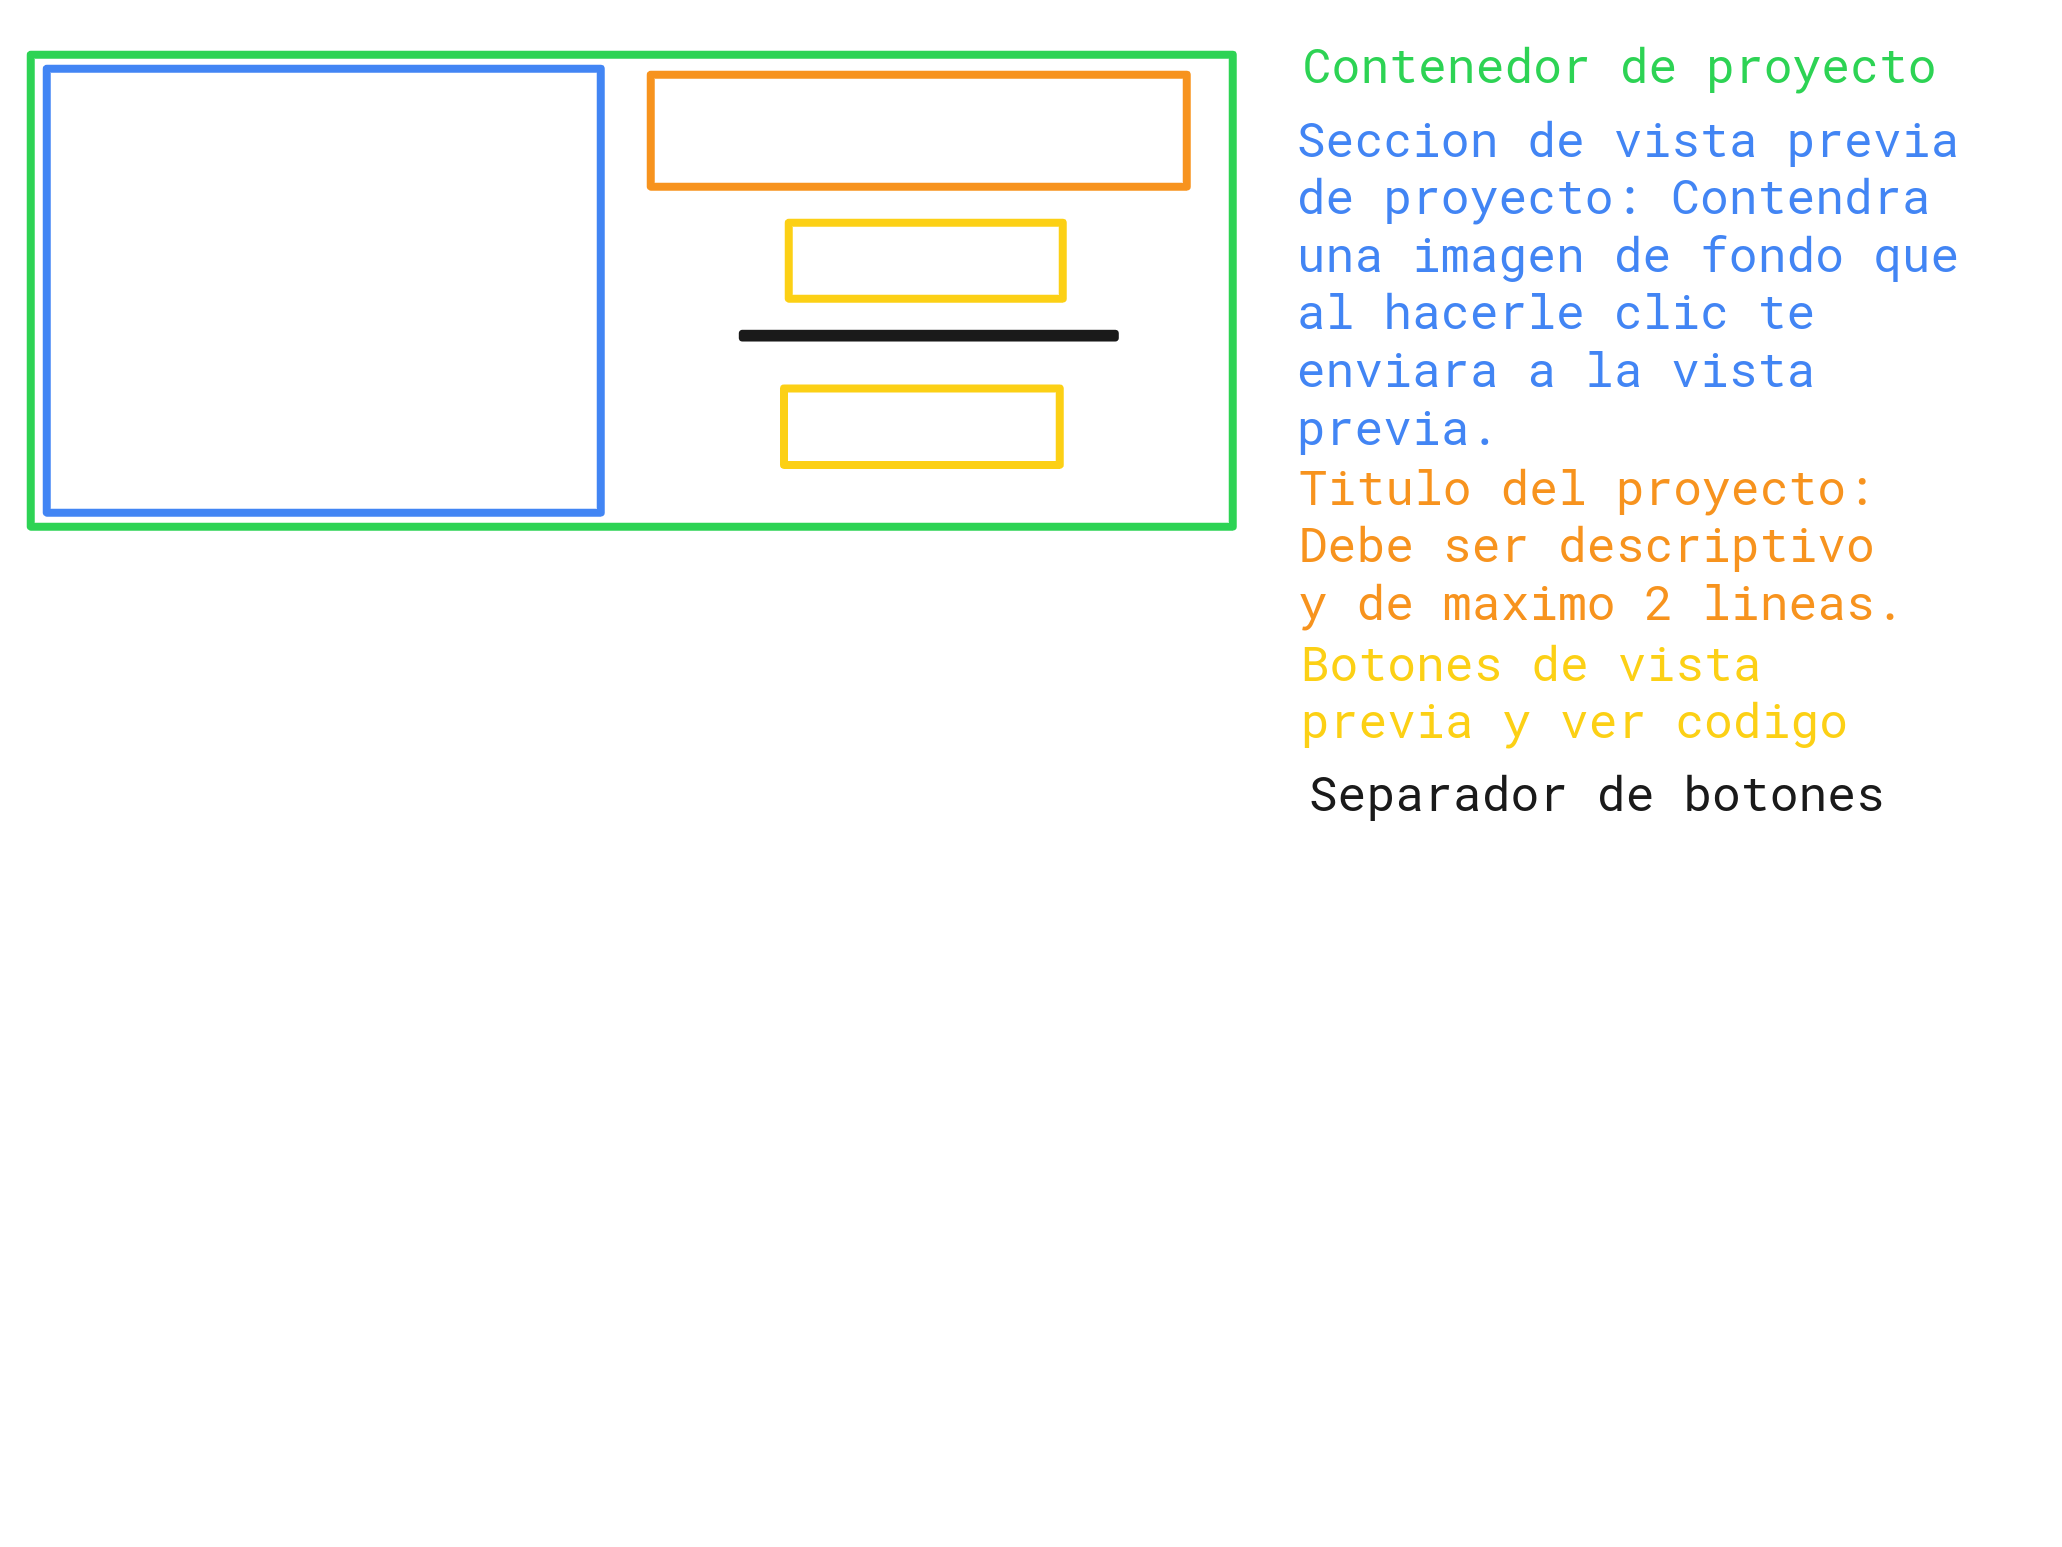 Contenedor de proyecto
Seccion de vista previa
de proyecto: Contendra
una imagen de fondo que
al hacerle clic te
enviara a la vista
previa.
Titulo del proyecto:
Debe ser descriptivo
y de maximo 2 lineas.
Botones de vista
previa y ver codigo
Separador de botones